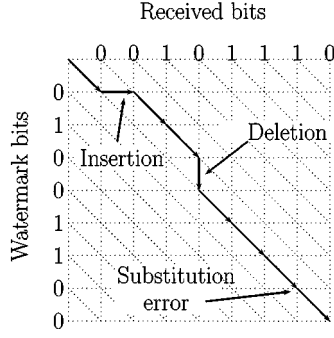 Received bits
0 0 1 0 1 1 1 0
Watermark bits
0
1
0
0
1
1
0
0
Insertion
Deletion
Substitution
error